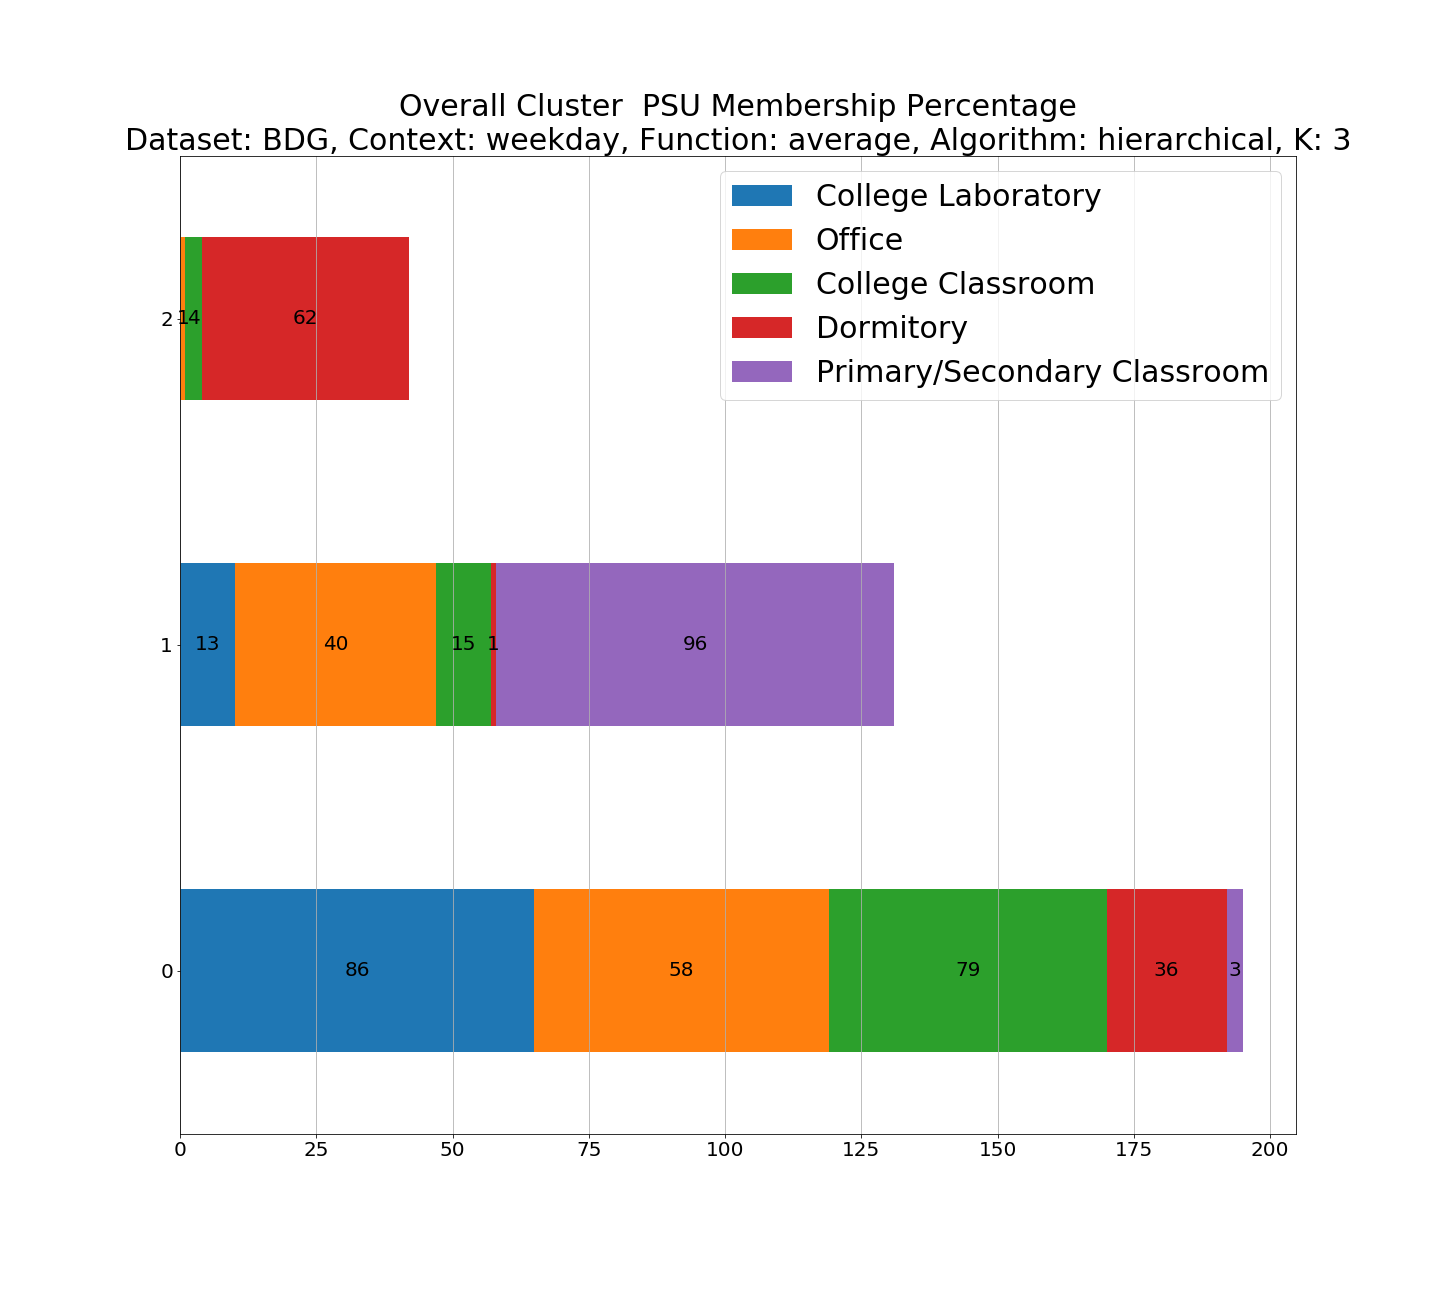 Overall Cluster  PSU Membership Percentage
Dataset: BDG, Context: weekday, Function: average, Algorithm: hierarchical, K: 3
College Laboratory
Office
College Classroom
Dormitory
Primary/Secondary Classroom
2
1 4 62
1
13 40 15 1 96
0
86 58 79 36 3
0 25 50 75 100 125 150 175 200